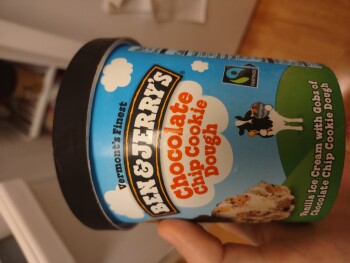 Vermont's Finest
BEN & JERRY'S
Chocolate
Chip Cookie
Dough
Vanilla Ice Cream with Gobs of
Chocolate Chip Cookie Dough